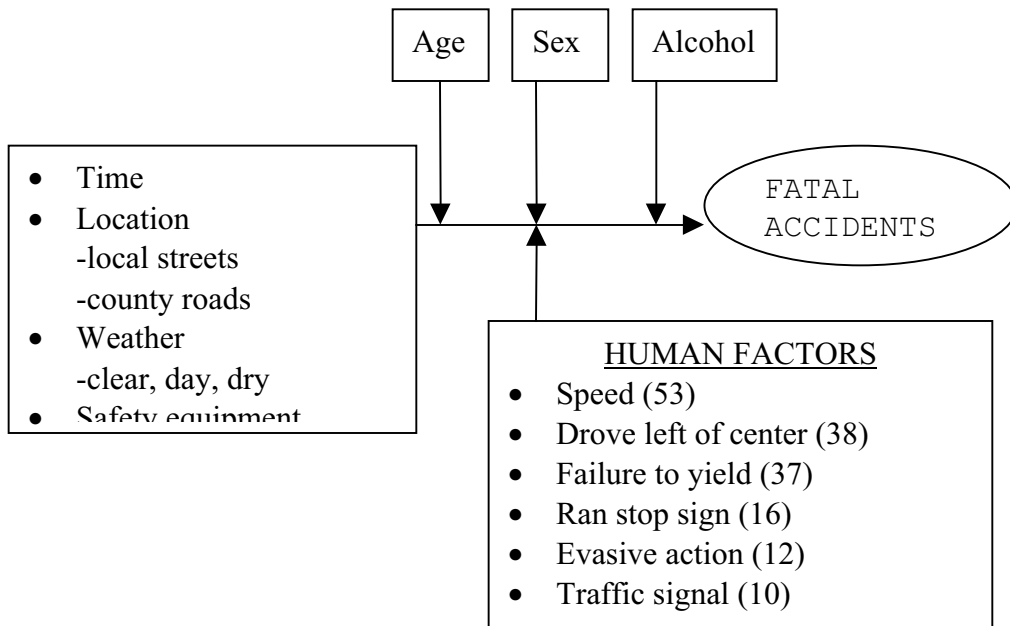 Age
Sex
Alcohol
• Time
• Location
-local streets
-county roads
• Weather
-clear, day, dry
• Safety equipment
FATAL
ACCIDENTS
HUMAN FACTORS
• Speed (53)
• Drove left of center (38)
• Failure to yield (37)
• Ran stop sign (16)
• Evasive action (12)
• Traffic signal (10)